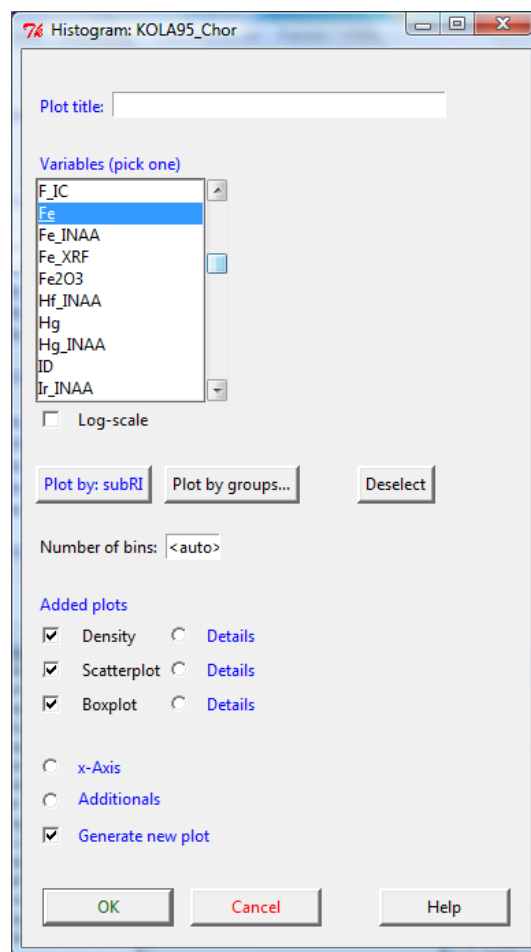 Histogram: KOLA95_Chor
Plot title:
Variables (pick one)
F_IC
Fe
Fe_INAA
Fe_XRF
Fe2O3
Hf_INAA
Hg
Hg_INAA
ID
Ir_INAA
Log-scale
Plot by: subRI Plot by groups... Deselect
Number of bins: <auto>
Added plots
Density Details
Scatterplot Details
Boxplot Details
x-Axis
Additionals
Generate new plot
OK Cancel Help